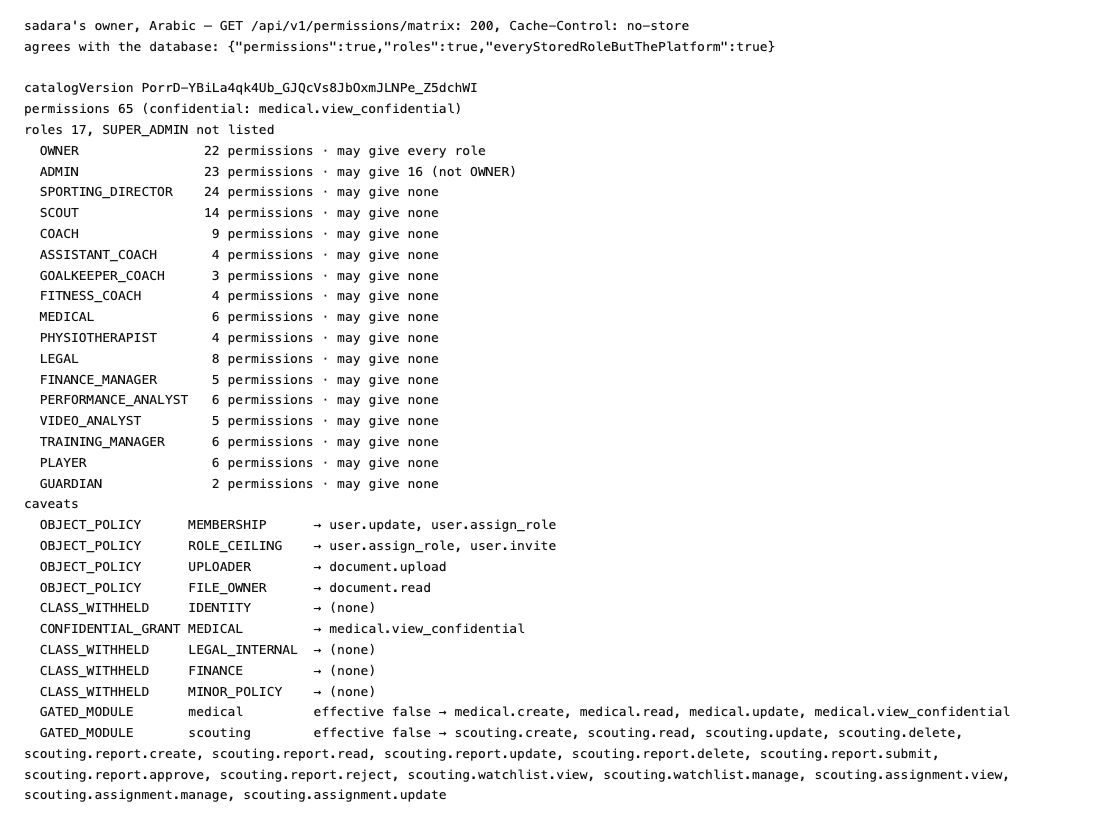 sadara's owner, Arabic — GET /api/v1/permissions/matrix: 200, Cache-Control: no-store
agrees with the database: {"permissions":true,"roles":true,"everyStoredRoleButThePlatform":true}
catalogVersion PorrD-YBiLa4qk4Ub_GJQcVs8JbOxmJLNPe_Z5dchWI
permissions 65 (confidential: medical.view_confidential)
roles 17, SUPER_ADMIN not listed
OWNER 22 permissions · may give every role
ADMIN 23 permissions · may give 16 (not OWNER)
SPORTING_DIRECTOR 24 permissions · may give none
SCOUT 14 permissions · may give none
COACH 9 permissions · may give none
ASSISTANT_COACH 4 permissions · may give none
GOALKEEPER_COACH 3 permissions · may give none
FITNESS_COACH 4 permissions · may give none
MEDICAL 6 permissions · may give none
PHYSIOTHERAPIST 4 permissions · may give none
LEGAL 8 permissions · may give none
FINANCE_MANAGER 5 permissions · may give none
PERFORMANCE_ANALYST 6 permissions · may give none
VIDEO_ANALYST 5 permissions · may give none
TRAINING_MANAGER 6 permissions · may give none
PLAYER 6 permissions · may give none
GUARDIAN 2 permissions · may give none
caveats
OBJECT_POLICY MEMBERSHIP → user.update, user.assign_role
OBJECT_POLICY ROLE_CEILING → user.assign_role, user.invite
OBJECT_POLICY UPLOADER → document.upload
OBJECT_POLICY FILE_OWNER → document.read
CLASS_WITHHELD IDENTITY → (none)
CONFIDENTIAL_GRANT MEDICAL → medical.view_confidential
CLASS_WITHHELD LEGAL_INTERNAL → (none)
CLASS_WITHHELD FINANCE → (none)
CLASS_WITHHELD MINOR_POLICY → (none)
GATED_MODULE medical effective false → medical.create, medical.read, medical.update, medical.view_confidential
GATED_MODULE scouting effective false → scouting.create, scouting.read, scouting.update, scouting.delete,
scouting.report.create, scouting.report.read, scouting.report.update, scouting.report.delete, scouting.report.submit,
scouting.report.approve, scouting.report.reject, scouting.watchlist.view, scouting.watchlist.manage, scouting.assignment.view,
scouting.assignment.manage, scouting.assignment.update